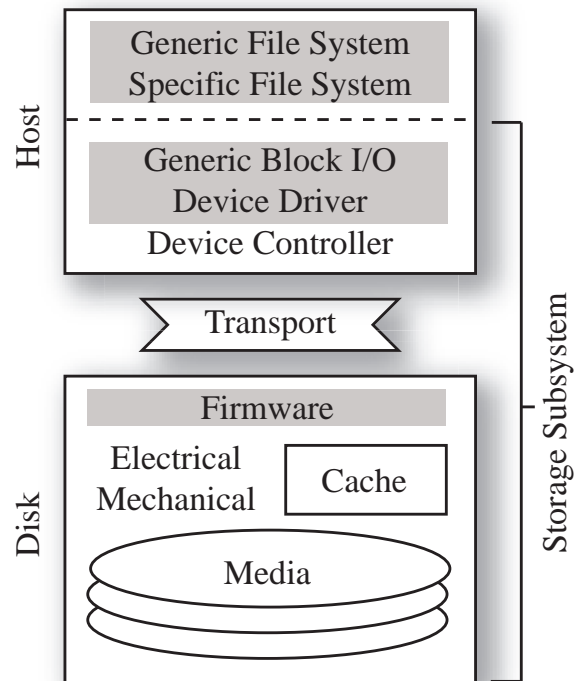 Host
Generic File System
Specific File System
Generic Block I/O
Device Driver
Device Controller
Transport
Storage Subsystem
Disk
Firmware
Electrical
Mechanical
Cache
Media